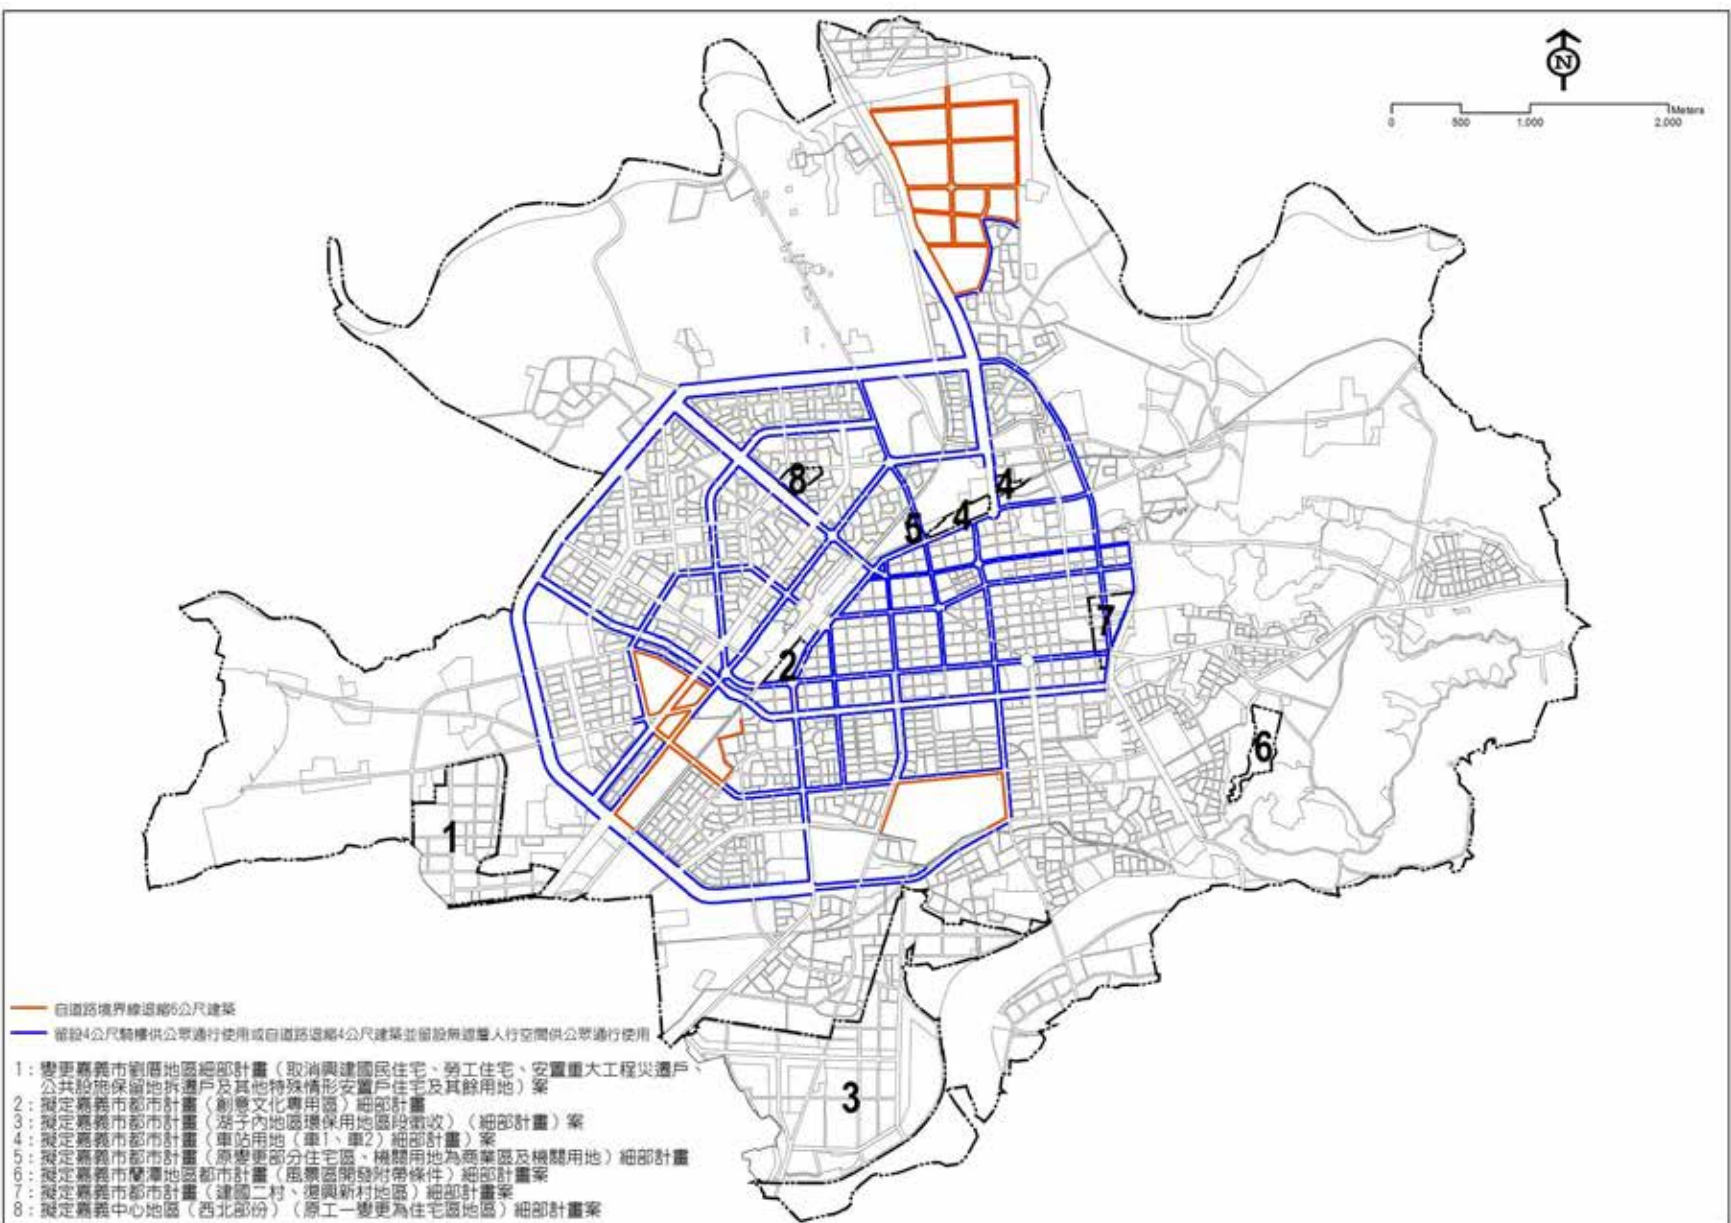 N
Meters
0 500 1,000 2,000
8
4
4
5
7
2
6
1
3
自道路境界線退縮6公尺建築
留設4公尺騎樓供公眾通行使用或自道路退縮4公尺建築並留設無遮簷人行空間供公眾通行使用
1：變更嘉義市劉厝地區細部計畫（取消興建國民住宅、勞工住宅、安置重大工程災遷戶、
公共設施保留地拆遷戶及其他特殊情形安置戶住宅及其餘用地）案
2：擬定嘉義市都市計畫（創意文化專用區）細部計畫
3：擬定嘉義市都市計畫（湖子內地區環保用地區段徵收）（細部計畫）案
4：擬定嘉義市都市計畫（車站用地（車1、車2）細部計畫）案
5：擬定嘉義市都市計畫（原變更部分住宅區、機關用地為商業區及機關用地）細部計畫
6：擬定嘉義市蘭潭地區都市計畫（風景區開發附帶條件）細部計畫案
7：擬定嘉義市都市計畫（建國二村、復興新村地區）細部計畫案
8：擬定嘉義中心地區（西北部份）（原工一變更為住宅區地區）細部計畫案